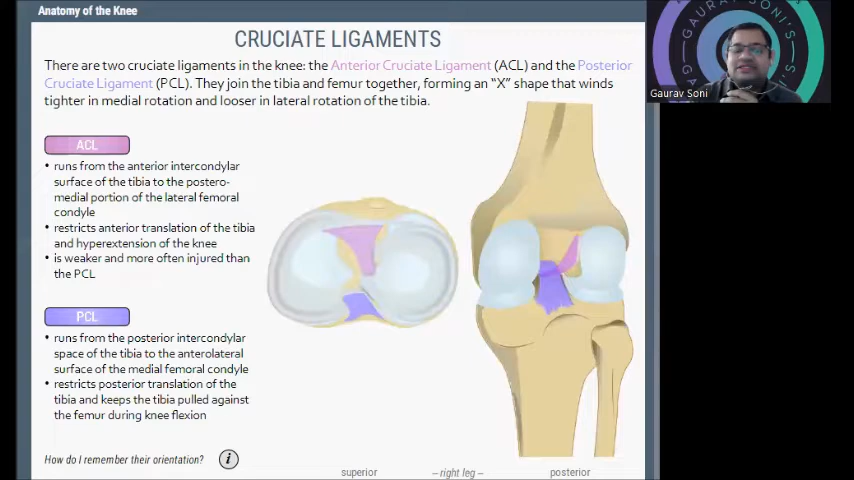 Anatomy of the Knee
CRUCIATE LIGAMENTS
There are two cruciate ligaments in the knee: the Anterior Cruciate Ligament (ACL) and the Posterior
Cruciate Ligament (PCL). They join the tibia and femur together, forming an "X" shape that winds
tighter in medial rotation and looser in lateral rotation of the tibia.
ACL
• runs from the anterior intercondylar
surface of the tibia to the postero-
medial portion of the lateral femoral
condyle
• restricts anterior translation of the tibia
and hyperextension of the knee
• is weaker and more often injured than
the PCL
PCL
• runs from the posterior intercondylar
space of the tibia to the anterolateral
surface of the medial femoral condyle
• restricts posterior translation of the
tibia and keeps the tibia pulled against
the femur during knee flexion
How do I remember their orientation? i
superior – right leg – posterior
GAURAV SONI'S
Gaurav Soni